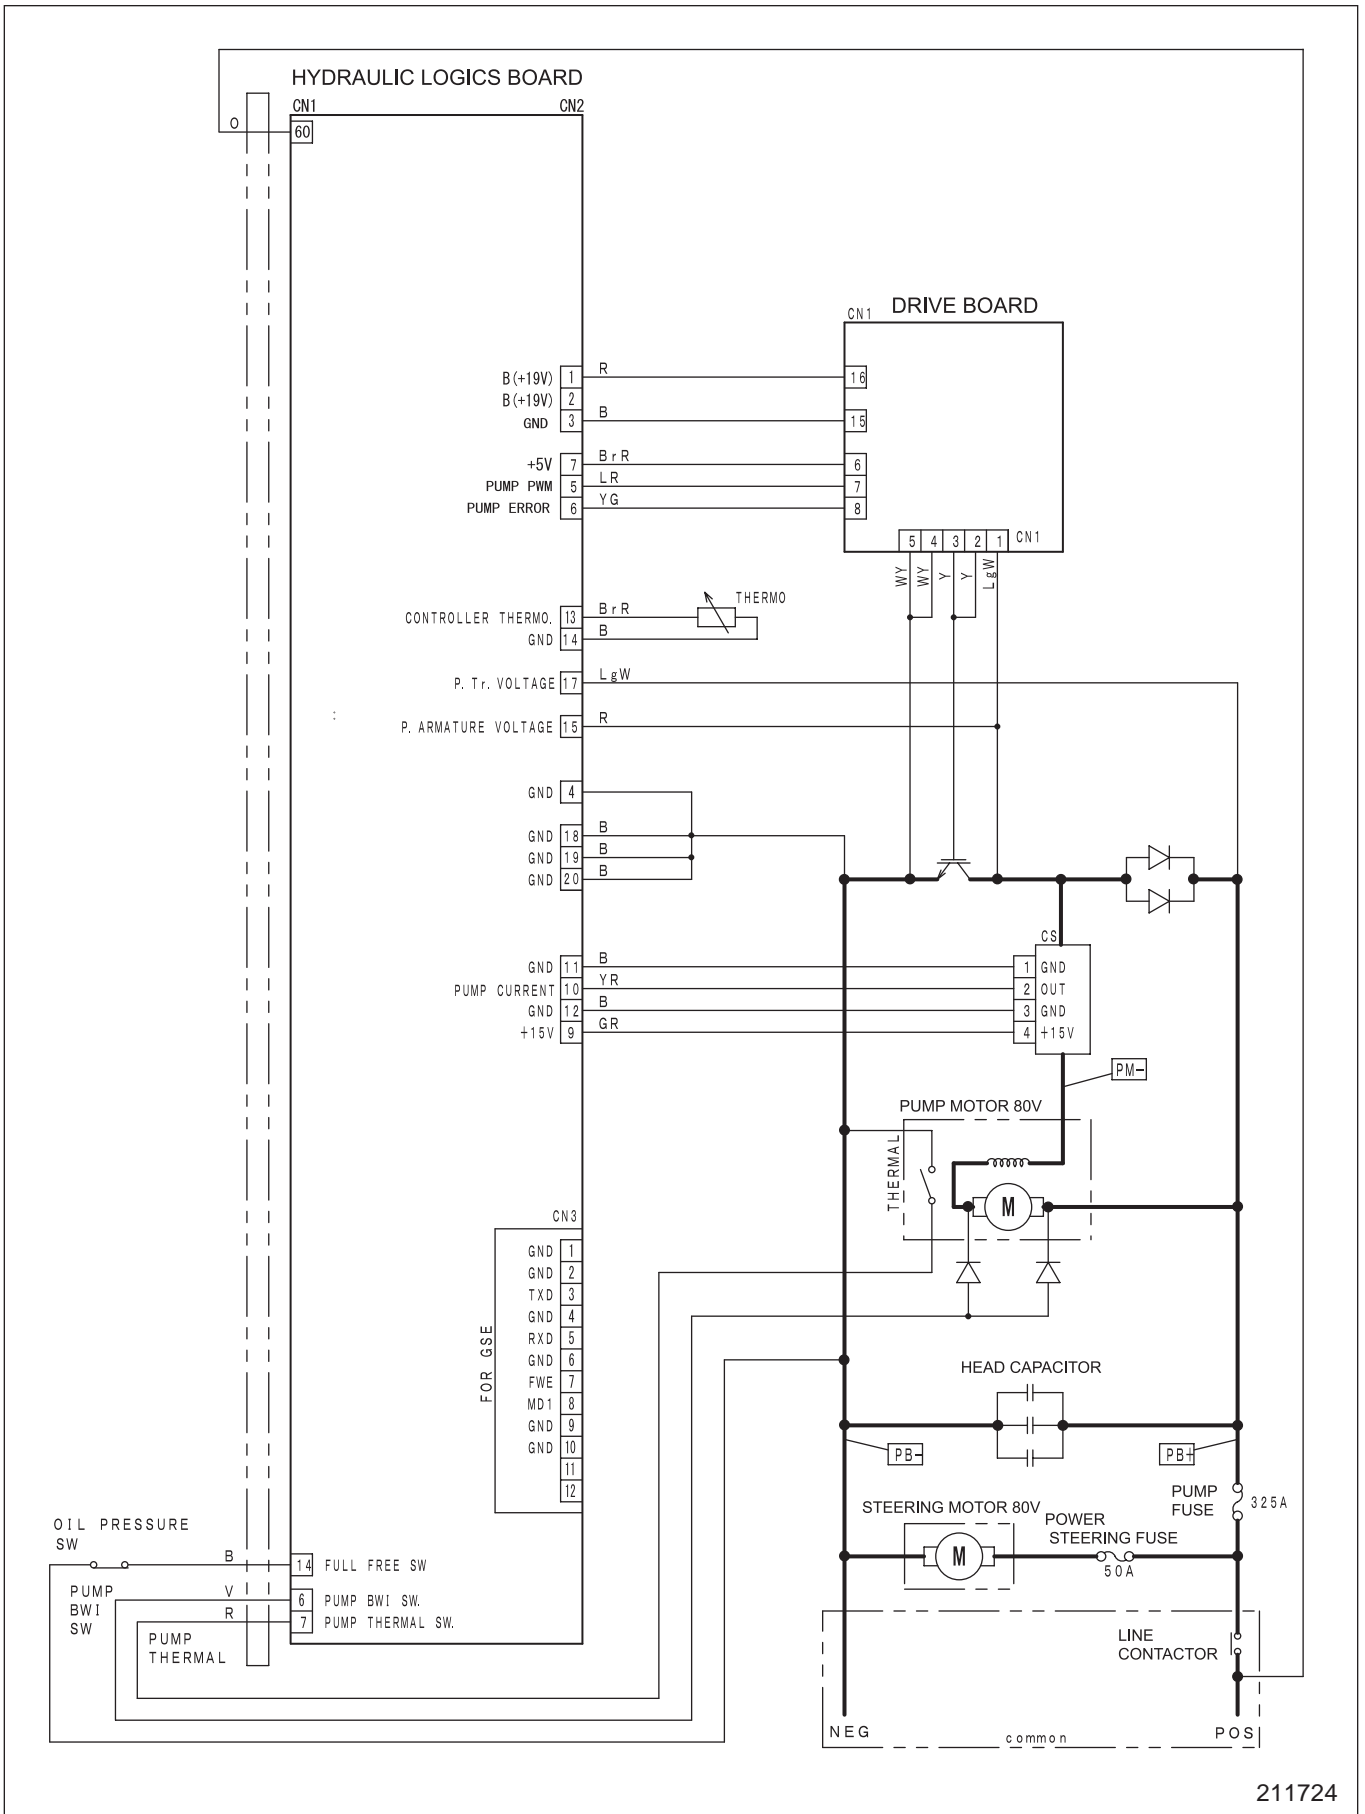 HYDRAULIC LOGICS BOARD
CN1
CN2
O
60
DRIVE BOARD
CN1
B(+19V) 1 R 16
B(+19V) 2
GND 3 B 15
+5V 7 BrR 6
PUMP PWM 5 LR 7
PUMP ERROR 6 YG 8
5 4 3 2 1 CN1
WY WY Y Y LgW
CONTROLLER THERMO. 13 BrR
THERMO
GND 14 B
P. Tr. VOLTAGE 17 LgW
P. ARMATURE VOLTAGE 15 R
GND 4
GND 18 B
GND 19 B
GND 20 B
CS
GND 11 B 1 GND
PUMP CURRENT 10 YR 2 OUT
GND 12 B 3 GND
+15V 9 GR 4 +15V
PM-
PUMP MOTOR 80V
THERMAL
M
CN3
FOR GSE
GND 1
GND 2
TXD 3
GND 4
RXD 5
GND 6
FWE 7
MD1 8
GND 9
GND 10
11
12
HEAD CAPACITOR
PB-
PB+
PUMP
FUSE
325A
STEERING MOTOR 80V
M
POWER
STEERING FUSE
50A
OIL PRESSURE
SW
B
14 FULL FREE SW
PUMP
BWI
SW
V
6 PUMP BWI SW.
R
7 PUMP THERMAL SW.
PUMP
THERMAL
LINE
CONTACTOR
NEG
common
POS
211724